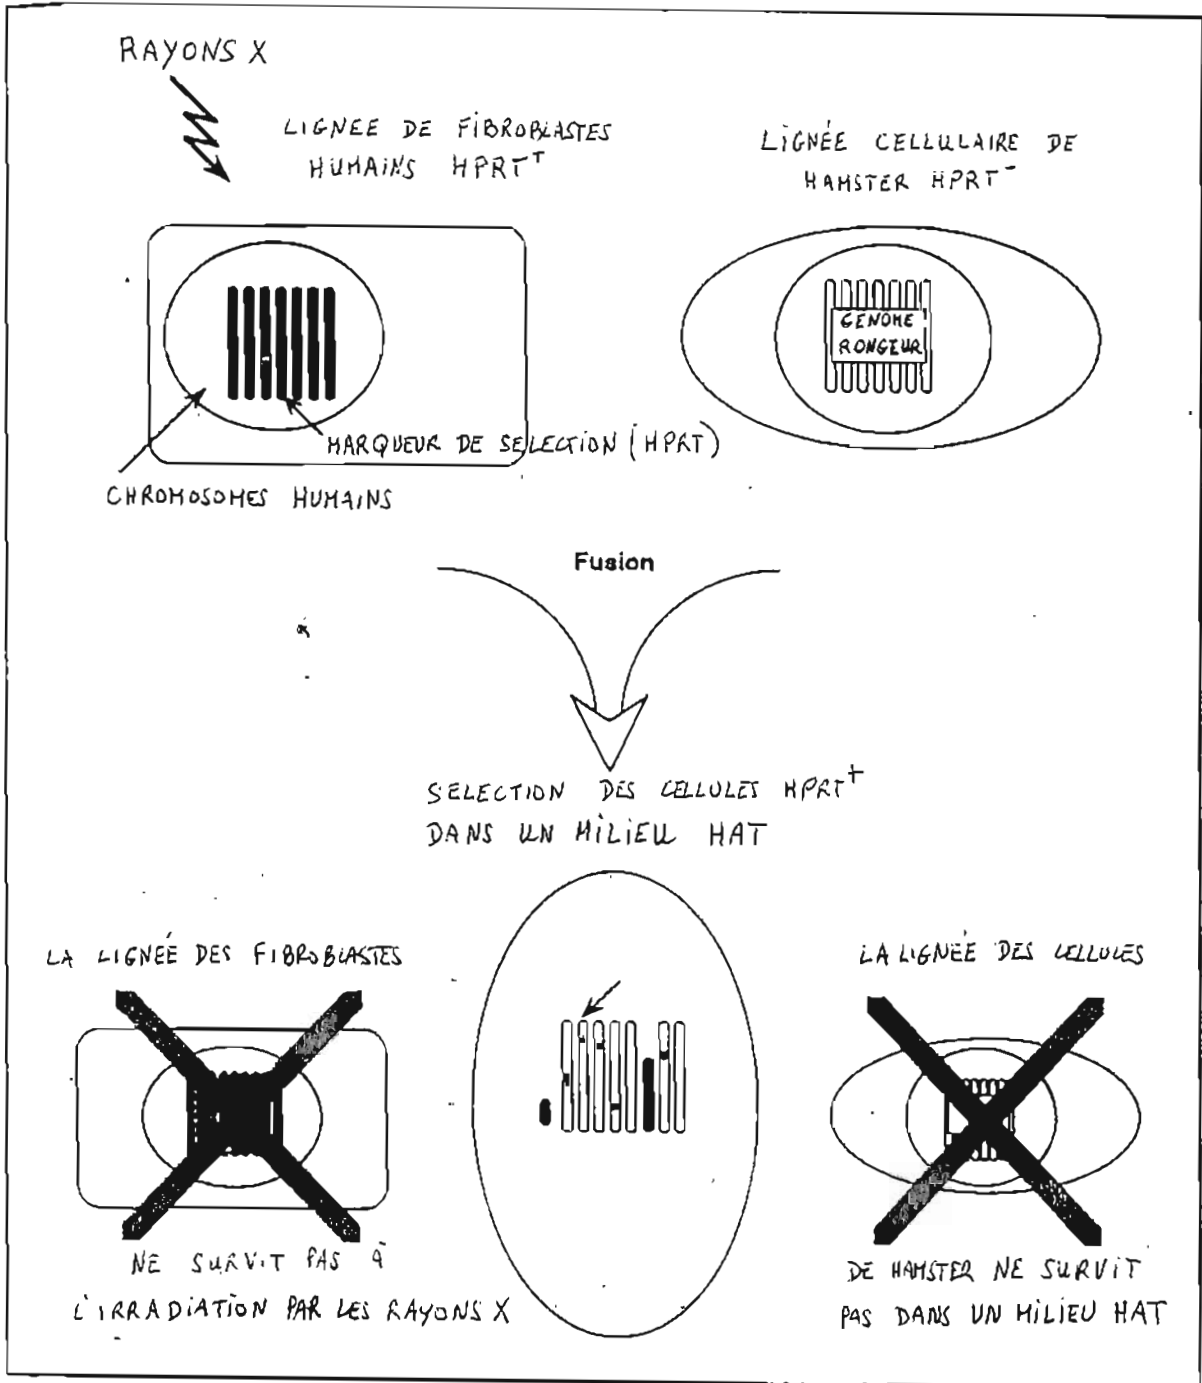 RAYONS X
LIGNEE DE FIBROBLASTES
HUMAINS HPRT⁺
LIGNÉE CELLULAIRE DE
HAMSTER HPRT⁻
GENOME
RONGEUR
MARQUEUR DE SELECTION (HPRT)
CHROMOSOMES HUMAINS
Fusion
SELECTION DES CELLULES HPRT⁺
DANS UN MILIEU HAT
LA LIGNÉE DES FIBROBLASTES
NE SURVIT PAS À
L'IRRADIATION PAR LES RAYONS X
LA LIGNÉE DES CELLULES
DE HAMSTER NE SURVIT
PAS DANS UN MILIEU HAT